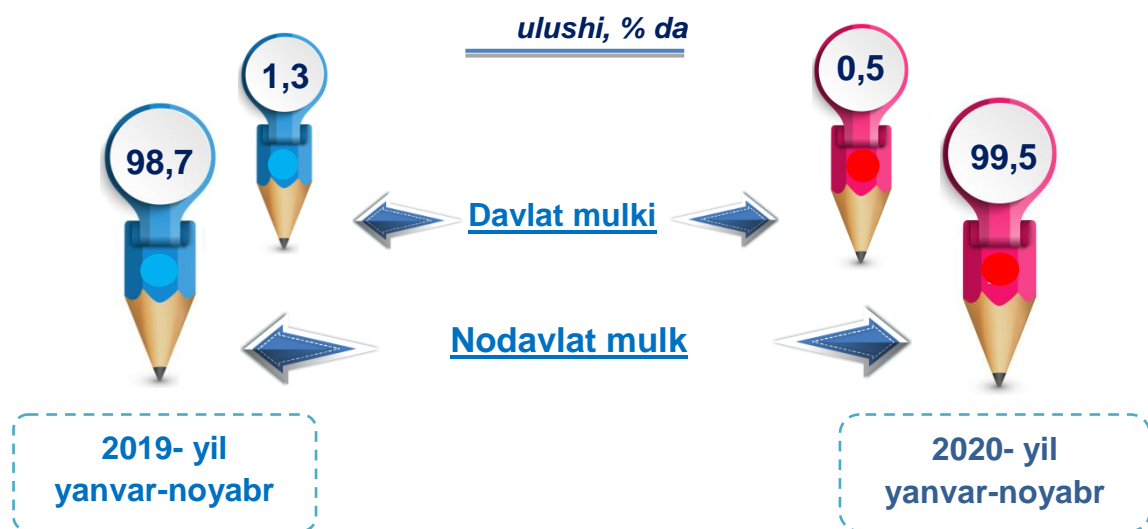 ulushi, % da
1,3
0,5
98,7
99,5
Davlat mulki
Nodavlat mulk
2019- yil
yanvar-noyabr
2020- yil
yanvar-noyabr